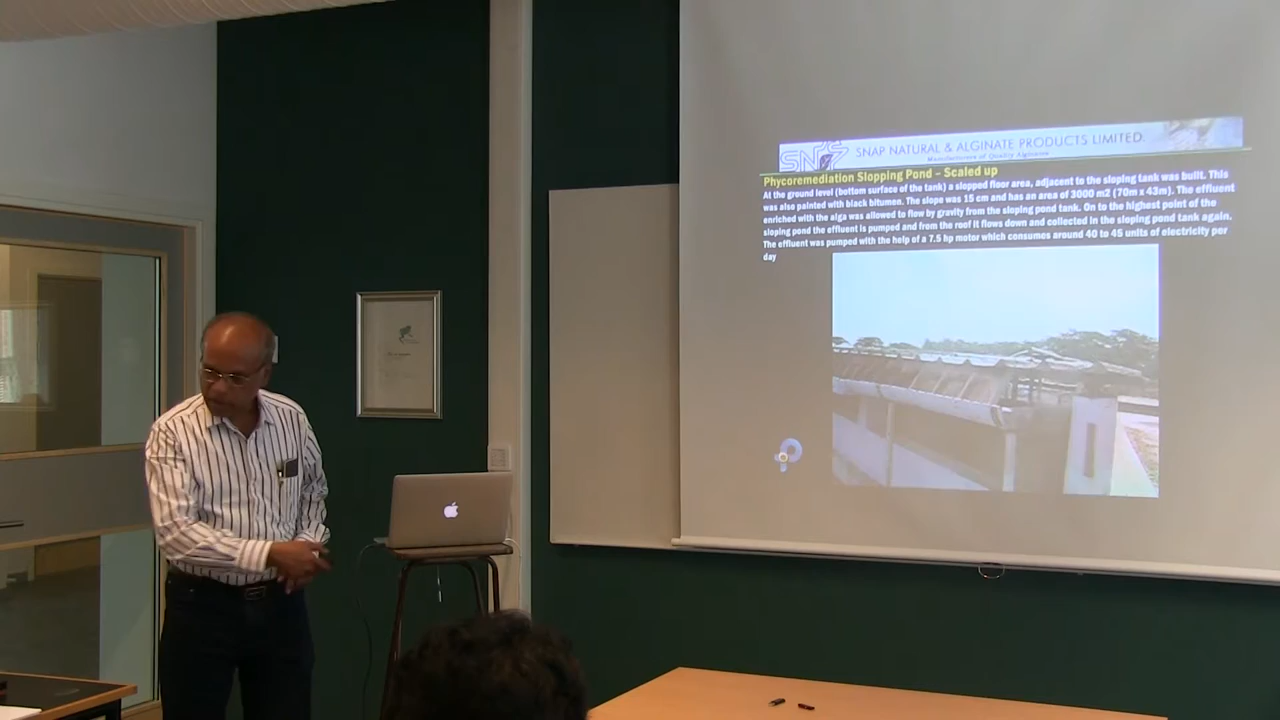 SNAP NATURAL & ALGINATE PRODUCTS LIMITED.
Manufacturers of Quality Alginates
Phycoremediation Slopping Pond – Scaled up
At the ground level (bottom surface of the tank) a slopped floor area, adjacent to the sloping tank was built. This
was also painted with black bitumen. The slope was 15 cm and has an area of 3000 m2 (70m x 43m). The effluent
enriched with the alga was allowed to flow by gravity from the sloping pond tank. On to the highest point of the
sloping pond the effluent is pumped and from the roof it flows down and collected in the sloping pond tank again.
The effluent was pumped with the help of a 7.5 hp motor which consumes around 40 to 45 units of electricity per
day